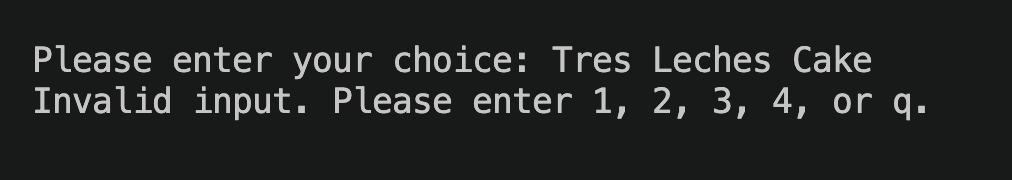 Please enter your choice: Tres Leches Cake
Invalid input. Please enter 1, 2, 3, 4, or q.